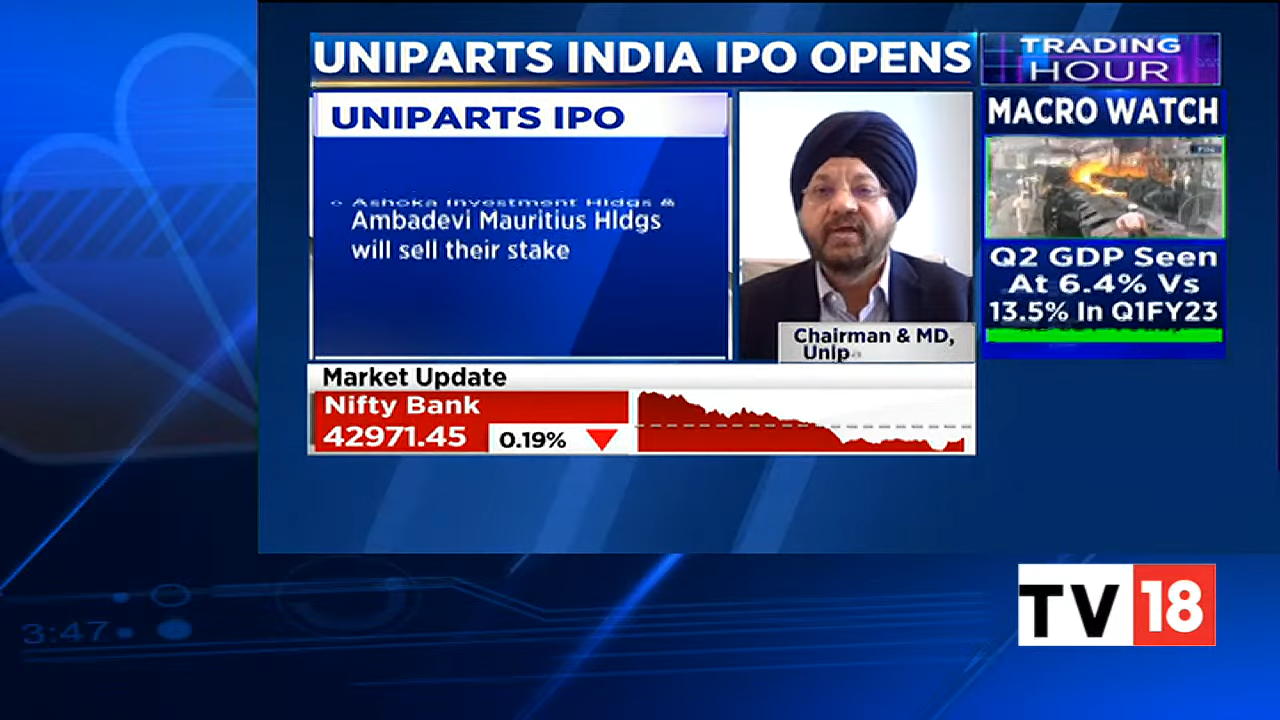 UNIPARTS INDIA IPO OPENS
TRADING
HOUR
UNIPARTS IPO
Ashoka Investment Hldgs &
Ambadevi Mauritius Hldgs
will sell their stake
Chairman & MD,
Unip
MACRO WATCH
Q2 GDP Seen
At 6.4% Vs
13.5% In Q1FY23
Market Update
Nifty Bank
42971.45
0.19%
3:47
TV18